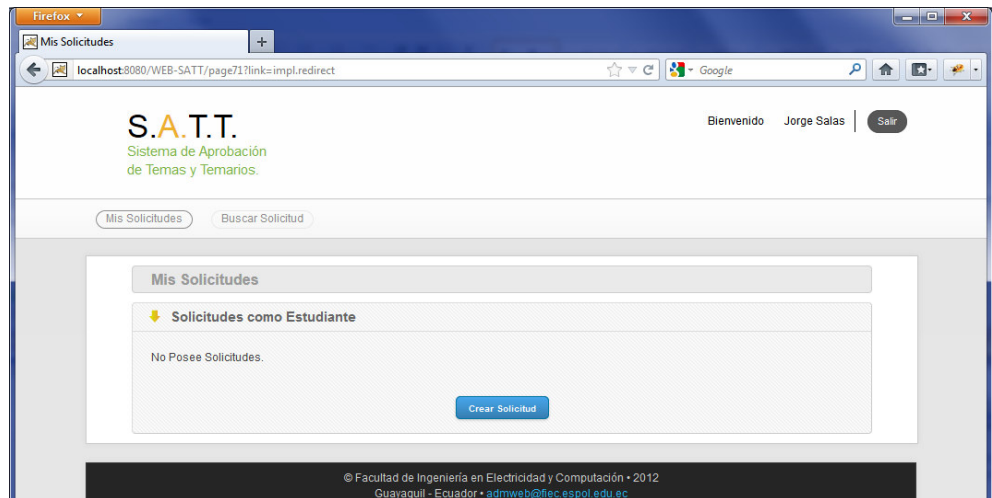 Firefox
Mis Solicitudes
localhost:8080/WEB-SATT/page71?link=impl.redirect
Google
S.A.T.T.
Sistema de Aprobación
de Temas y Temarios.
Bienvenido Jorge Salas Salir
Mis Solicitudes Buscar Solicitud
Mis Solicitudes
Solicitudes como Estudiante
No Posee Solicitudes.
Crear Solicitud
© Facultad de Ingeniería en Electricidad y Computación • 2012
Guayaquil - Ecuador • admweb@fiec.espol.edu.ec